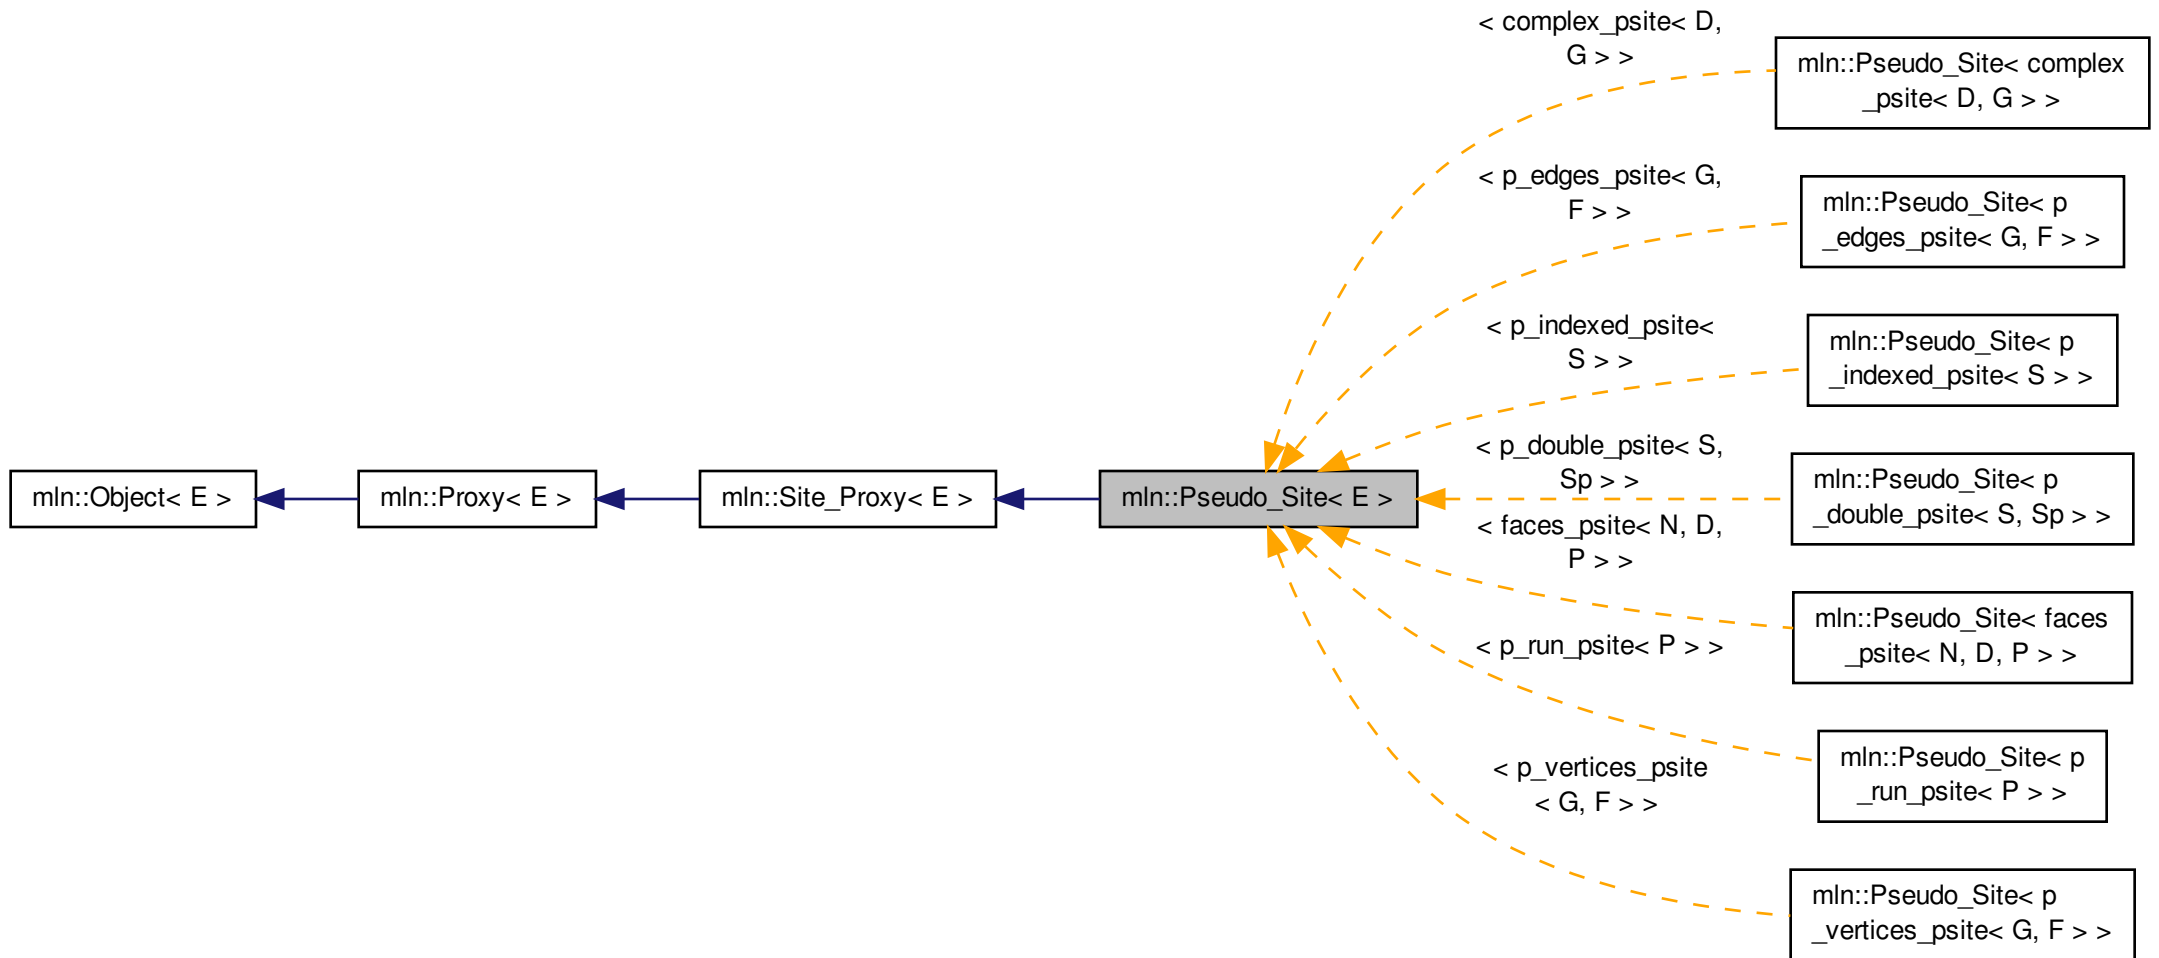 mln::Object< E >
mln::Proxy< E >
mln::Site_Proxy< E >
mln::Pseudo_Site< E >
< complex_psite< D,
G > >
mln::Pseudo_Site< complex
_psite< D, G > >
< p_edges_psite< G,
F > >
mln::Pseudo_Site< p
_edges_psite< G, F > >
< p_indexed_psite<
S > >
mln::Pseudo_Site< p
_indexed_psite< S > >
< p_double_psite< S,
Sp > >
mln::Pseudo_Site< p
_double_psite< S, Sp > >
< faces_psite< N, D,
P > >
mln::Pseudo_Site< faces
_psite< N, D, P > >
< p_run_psite< P > >
mln::Pseudo_Site< p
_run_psite< P > >
< p_vertices_psite
< G, F > >
mln::Pseudo_Site< p
_vertices_psite< G, F > >